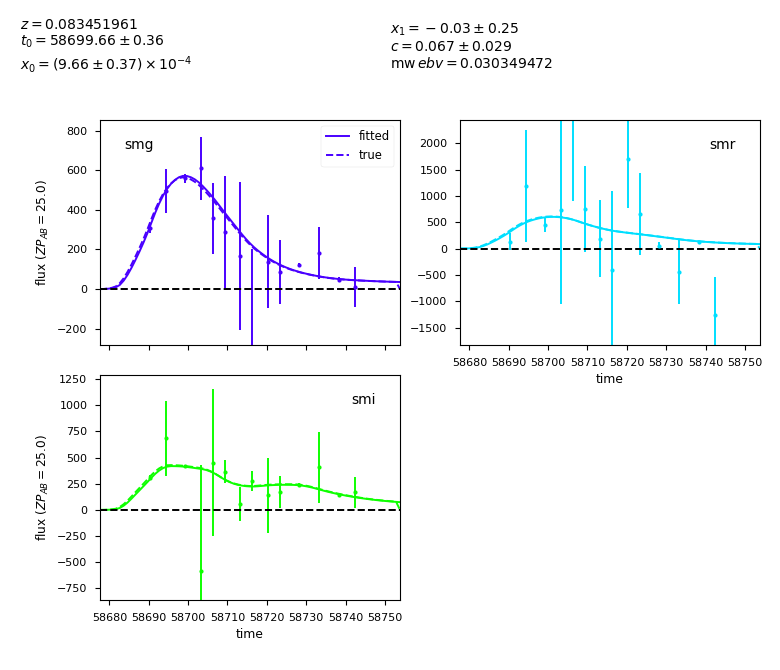 z = 0.083451961
t₀ = 58699.66 ± 0.36
x₀ = (9.66 ± 0.37) × 10⁻⁴
x₁ = −0.03 ± 0.25
c = 0.067 ± 0.029
mw ebv = 0.030349472
smg
fitted
true
800
600
400
200
0
−200
flux (ZP_AB = 25.0)
smr
2000
1500
1000
500
0
−500
−1000
−1500
58680 58690 58700 58710 58720 58730 58740 58750
time
smi
1250
1000
750
500
250
0
−250
−500
−750
flux (ZP_AB = 25.0)
58680 58690 58700 58710 58720 58730 58740 58750
time